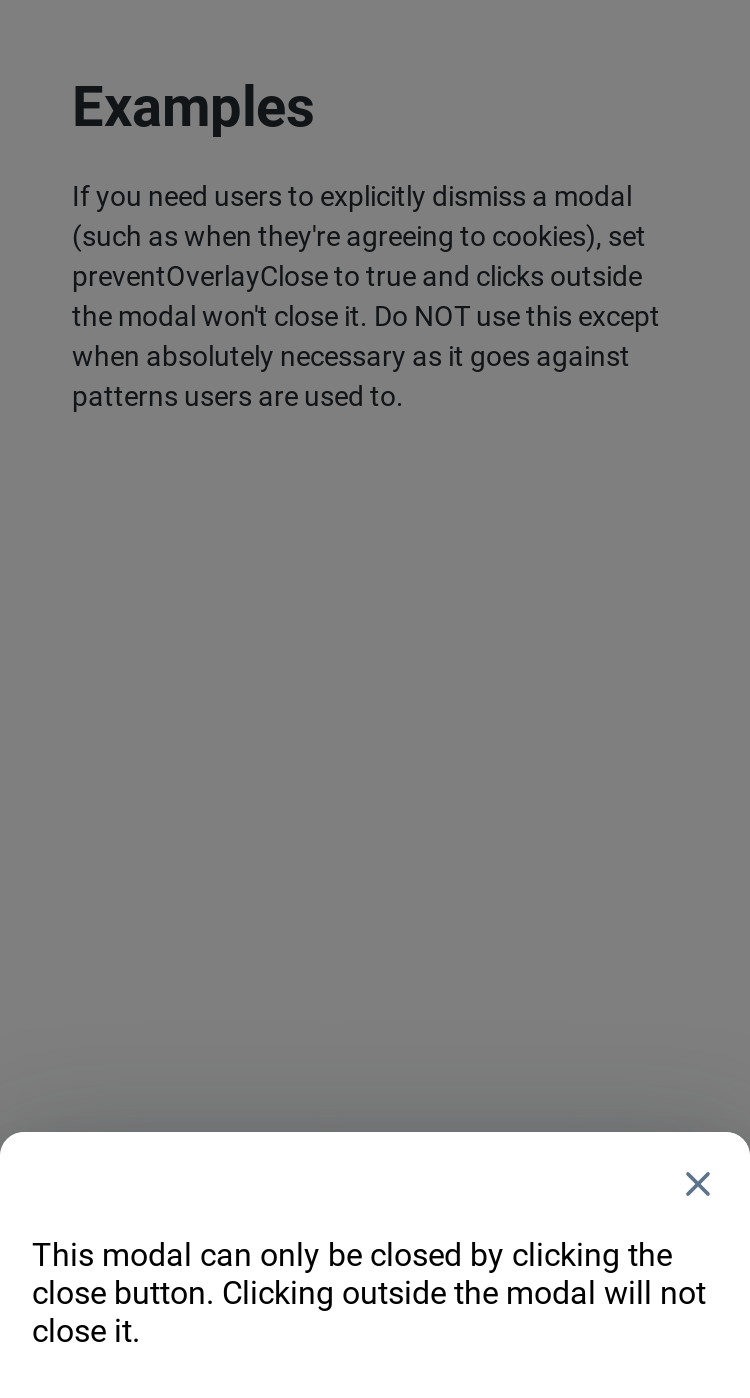 Examples
If you need users to explicitly dismiss a modal
(such as when they're agreeing to cookies), set
preventOverlayClose to true and clicks outside
the modal won't close it. Do NOT use this except
when absolutely necessary as it goes against
patterns users are used to.
This modal can only be closed by clicking the
close button. Clicking outside the modal will not
close it.